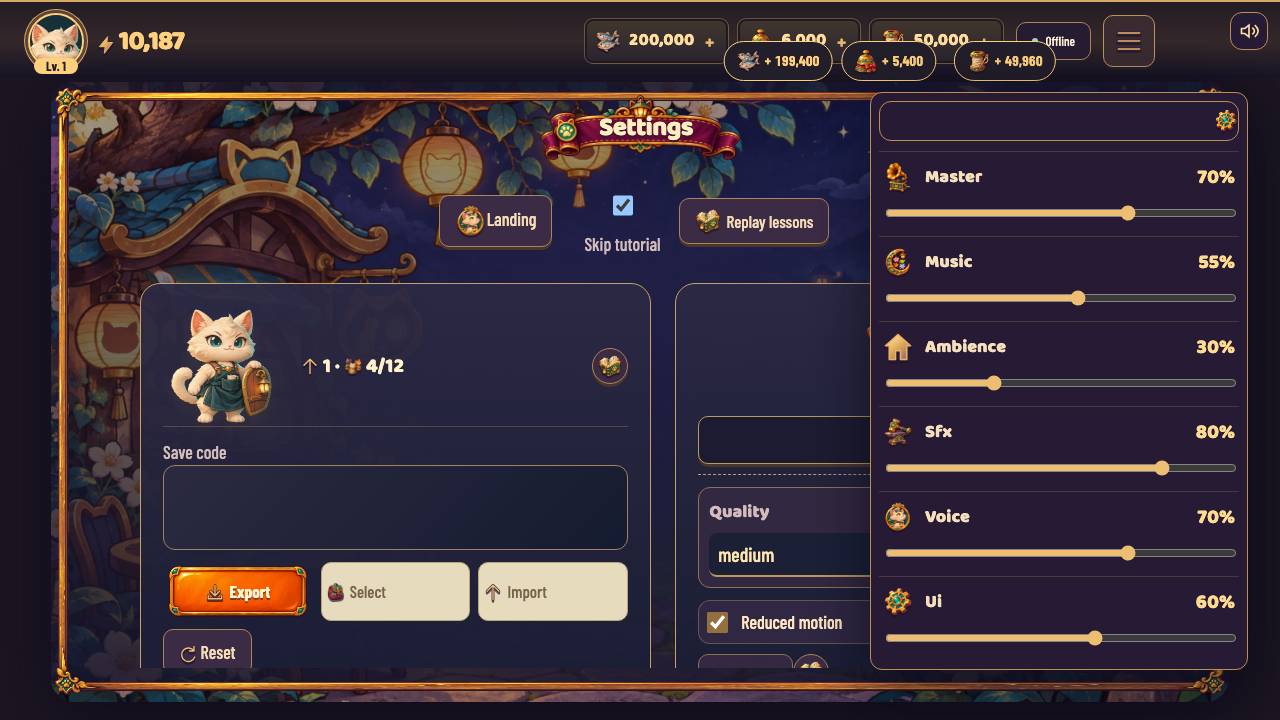 10,187
Lv. 1
200,000 +
6,000 +
50,000 +
Offline
+ 199,400
+ 5,400
+ 49,960
Settings
Landing
Skip tutorial
Replay lessons
1 • 4/12
Save code
Export
Select
Import
Reset
Quality
medium
Reduced motion
Master 70%
Music 55%
Ambience 30%
Sfx 80%
Voice 70%
Ui 60%